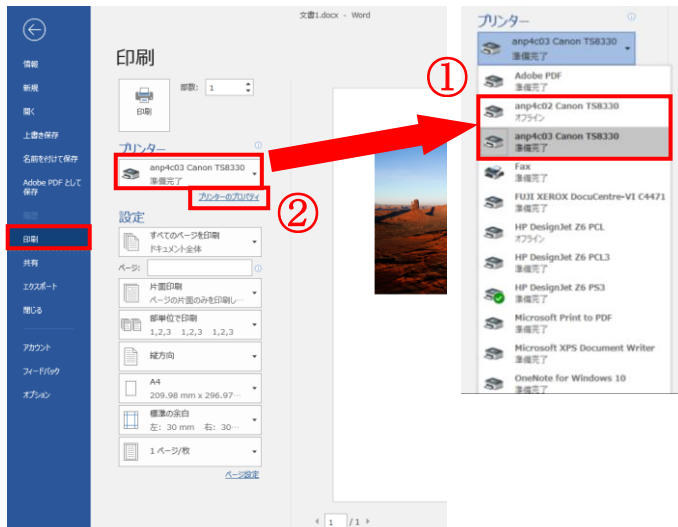 文書1.docx - Word
情報
新規
開く
上書き保存
名前を付けて保存
Adobe PDF として
保存
印刷
共有
エクスポート
閉じる
アカウント
フィードバック
オプション
印刷
部数: 1
印刷
プリンター
anp4c03 Canon TS8330
準備完了
プリンターのプロパティ
②
設定
すべてのページを印刷
ドキュメント全体
ページ:
片面印刷
ページの片面のみを印刷し…
部単位で印刷
1,2,3 1,2,3 1,2,3
縦方向
A4
209.98 mm x 296.97…
標準の余白
左: 30 mm 右: 30…
1 ページ/枚
ページ設定
1 /1
①
プリンター
anp4c03 Canon TS8330
準備完了
Adobe PDF
準備完了
anp4c02 Canon TS8330
オフライン
anp4c03 Canon TS8330
準備完了
Fax
準備完了
FUJI XEROX DocuCentre-VI C4471
準備完了
HP DesignJet Z6 PCL
オフライン
HP DesignJet Z6 PCL3
準備完了
HP DesignJet Z6 PS3
準備完了
Microsoft Print to PDF
準備完了
Microsoft XPS Document Writer
準備完了
OneNote for Windows 10
準備完了